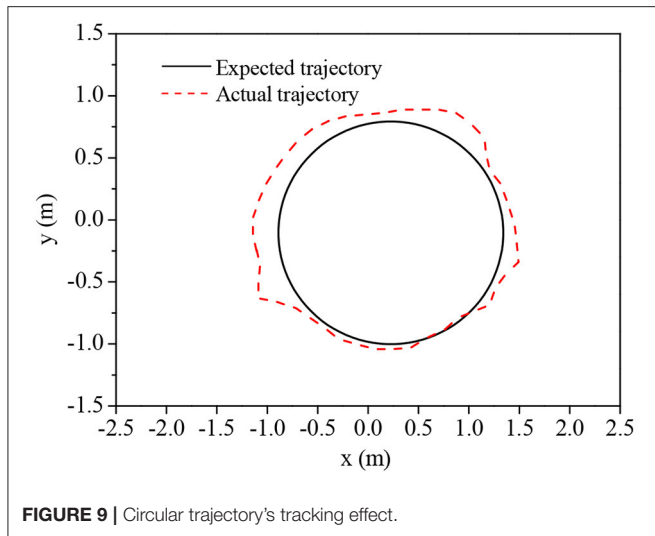 1.5
Expected trajectory
Actual trajectory
1.0
0.5
0.0
-0.5
-1.0
-1.5
y (m)
-2.5 -2.0 -1.5 -1.0 -0.5 0.0 0.5 1.0 1.5 2.0 2.5
x (m)
FIGURE 9 | Circular trajectory's tracking effect.